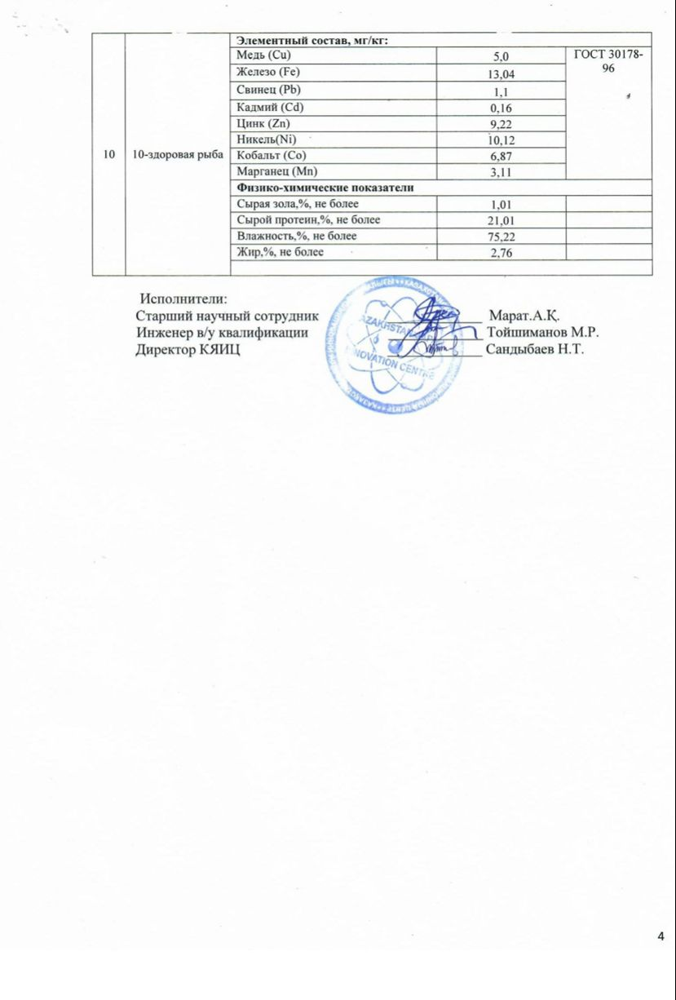 Элементный состав, мг/кг:
Медь (Cu) 5,0 ГОСТ 30178-
96
Железо (Fe) 13,04
Свинец (Pb) 1,1
Кадмий (Cd) 0,16
Цинк (Zn) 9,22
Никель(Ni) 10,12
10 10-здоровая рыба Кобальт (Co) 6,87
Марганец (Mn) 3,11
Физико-химические показатели
Сырая зола,%, не более 1,01
Сырой протеин,%, не более 21,01
Влажность,%, не более 75,22
Жир,%, не более 2,76
Исполнители:
Старший научный сотрудник Марат.А.Қ.
Инженер в/у квалификации Тойшиманов М.Р.
Директор КЯИЦ Сандыбаев Н.Т.
INNOVATION CENTRE
4